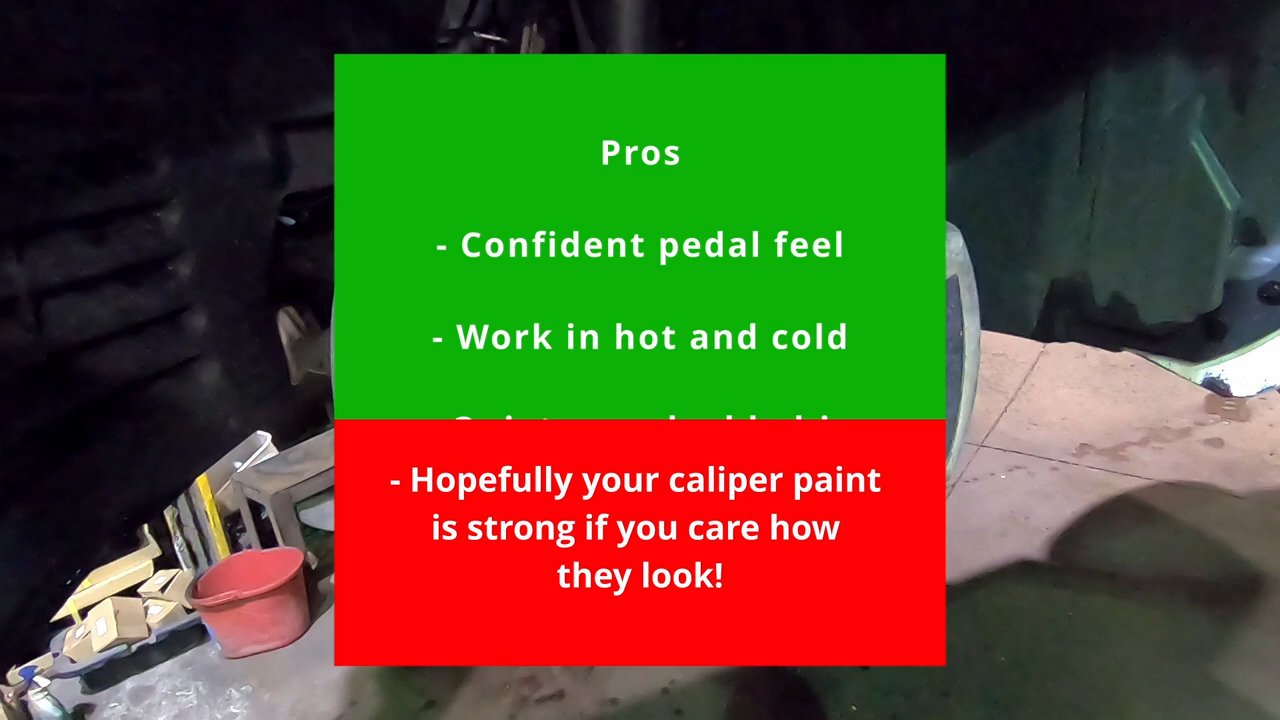 Pros
- Confident pedal feel
- Work in hot and cold
- Hopefully your caliper paint
is strong if you care how
they look!